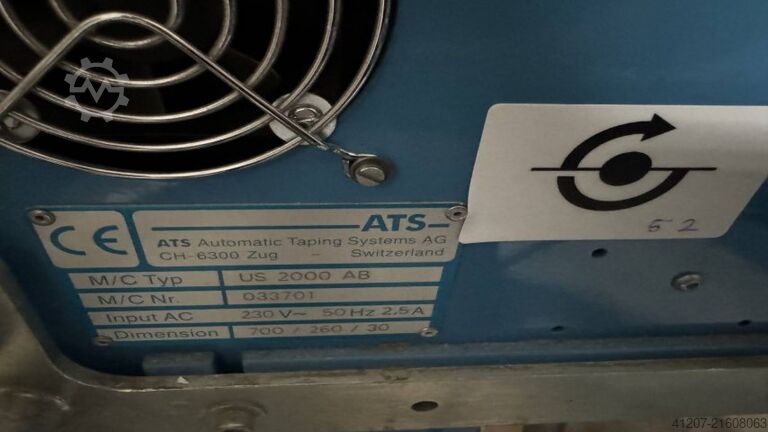 CE
ATS
ATS Automatic Taping Systems AG
CH-6300 Zug - Switzerland
M/C Typ US 2000 AB
M/C Nr. 033701
Input AC 230 V~ 50 Hz 2,5A
Dimension 700 / 260 / 30
52
41207-21608063